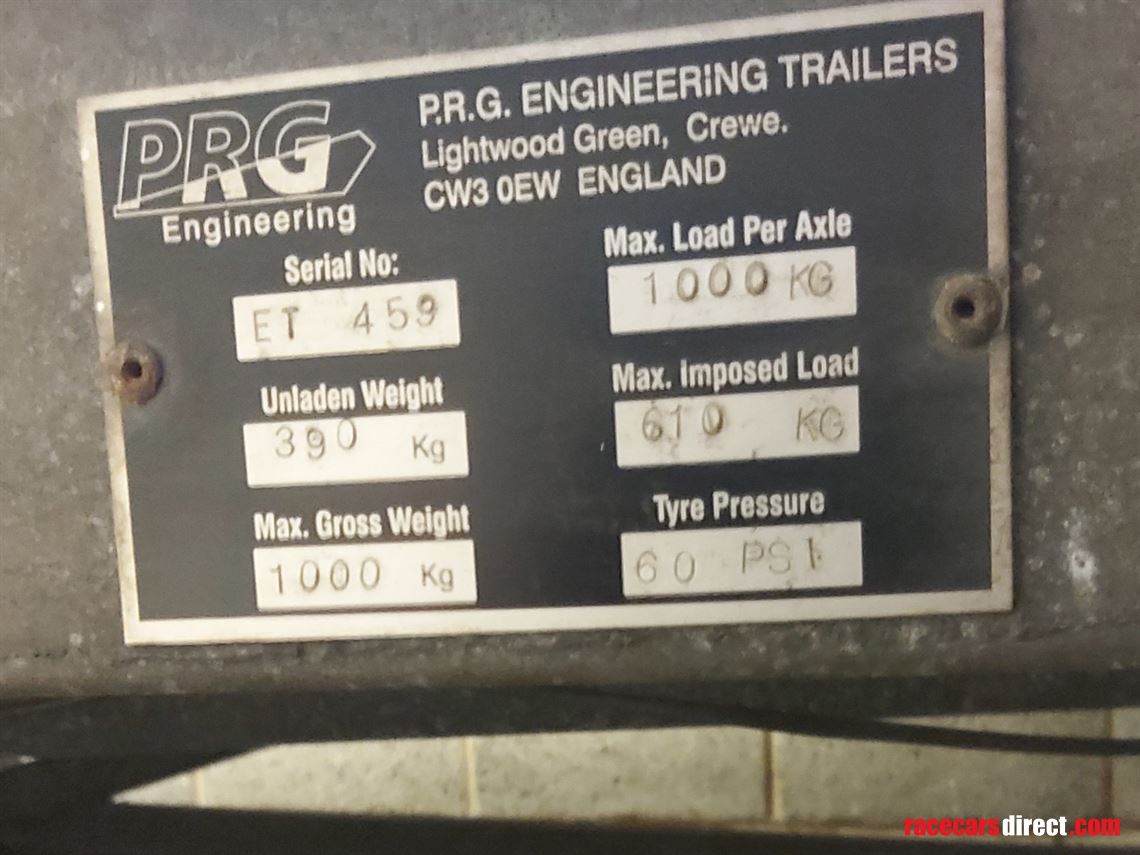 PRG
Engineering
P.R.G. ENGINEERING TRAILERS
Lightwood Green, Crewe.
CW3 0EW ENGLAND
Serial No:
ET 459
Unladen Weight
390 Kg
Max. Gross Weight
1000 Kg
Max. Load Per Axle
1000 KG
Max. Imposed Load
610 KG
Tyre Pressure
60 PSI
racecarsdirect.com